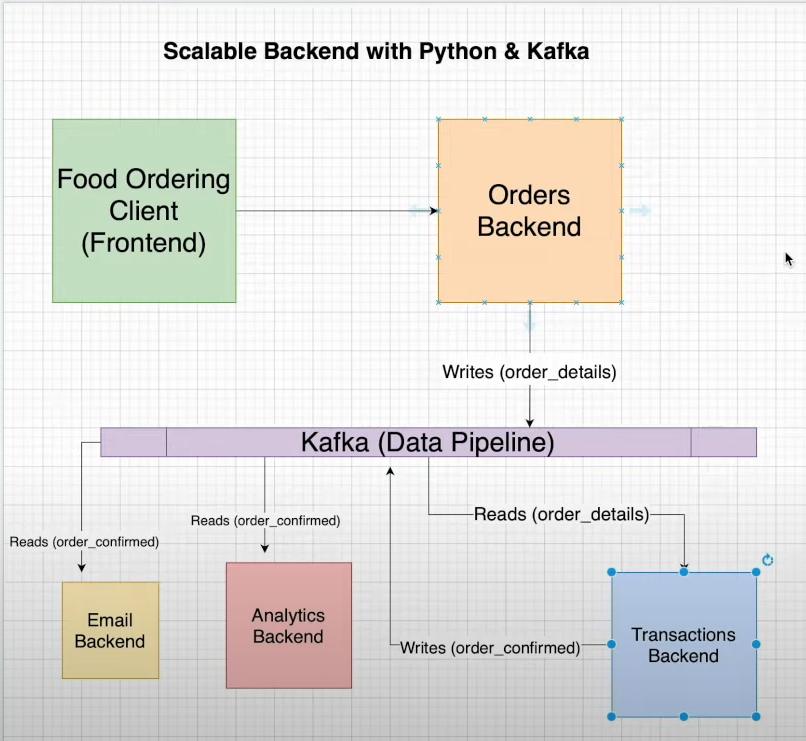 Scalable Backend with Python & Kafka
Food Ordering
Client
(Frontend)
Orders
Backend
Writes (order_details)
Kafka (Data Pipeline)
Reads (order_details)
Reads (order_confirmed)
Reads (order_confirmed)
Email
Backend
Analytics
Backend
Writes (order_confirmed)
Transactions
Backend